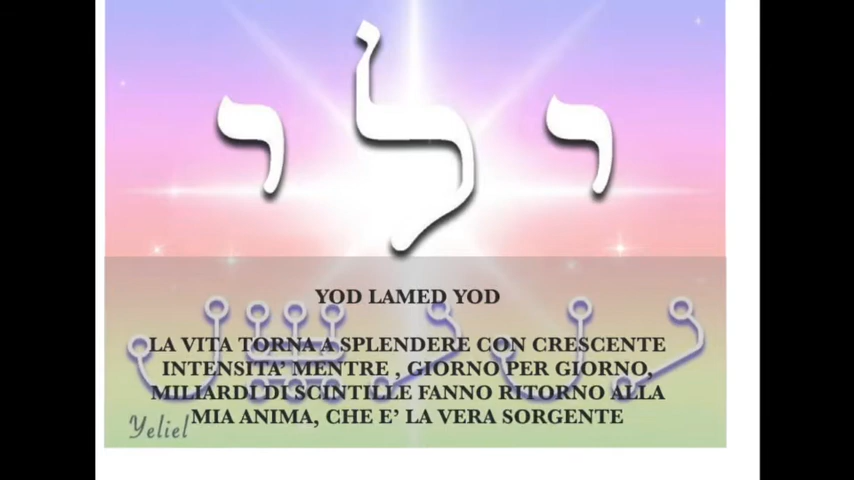 ילי
YOD LAMED YOD
LA VITA TORNA A SPLENDERE CON CRESCENTE
INTENSITA’ MENTRE , GIORNO PER GIORNO,
MILIARDI DI SCINTILLE FANNO RITORNO ALLA
MIA ANIMA, CHE E’ LA VERA SORGENTE
Yeliel